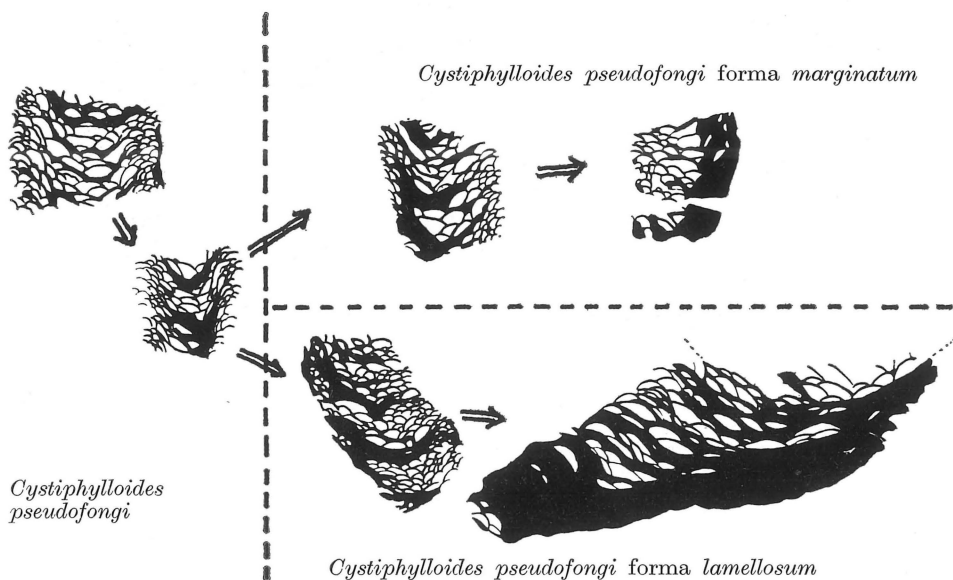 Cystiphylloides pseudofongi forma marginatum
Cystiphylloides
pseudofongi
Cystiphylloides pseudofongi forma lamellosum